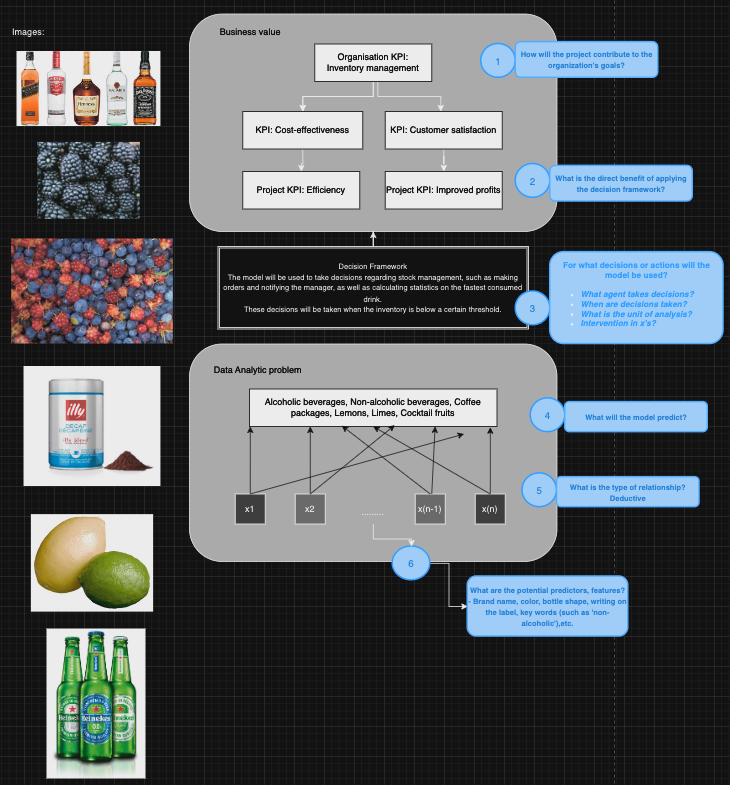 Images:
Business value
Organisation KPI:
Inventory management
1
How will the project contribute to the
organization's goals?
KPI: Cost-effectiveness
KPI: Customer satisfaction
Project KPI: Efficiency
Project KPI: Improved profits
2
What is the direct benefit of applying
the decision framework?
Decision Framework
The model will be used to take decisions regarding stock management, such as making
orders and notifying the manager, as well as calculating statistics on the fastest consumed
drink.
These decisions will be taken when the inventory is below a certain threshold.
3
For what decisions or actions will the
model be used?
What agent takes decisions?
When are decisions taken?
What is the unit of analysis?
Intervention in x's?
Data Analytic problem
Alcoholic beverages, Non-alcoholic beverages, Coffee
packages, Lemons, Limes, Cocktail fruits
4
What will the model predict?
5
What is the type of relationship?
Deductive
x1
x2
.........
x(n-1)
x(n)
6
What are the potential predictors, features?
- Brand name, color, bottle shape, writing on
the label, key words (such as 'non-
alcoholic'),etc.
illy
DECAF
Heineken
Heineken